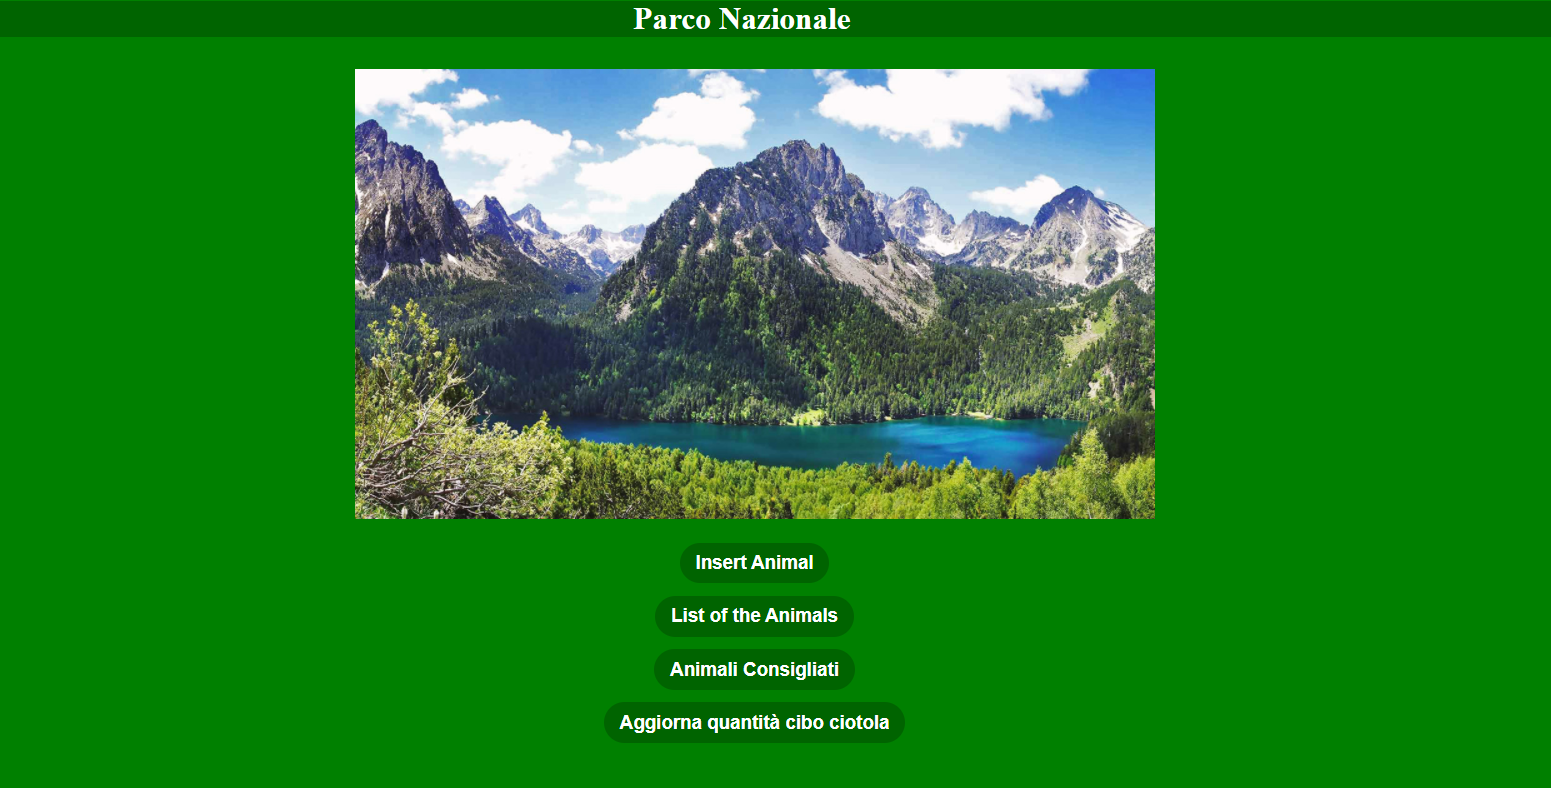 Parco Nazionale
Insert Animal
List of the Animals
Animali Consigliati
Aggiorna quantità cibo ciotola